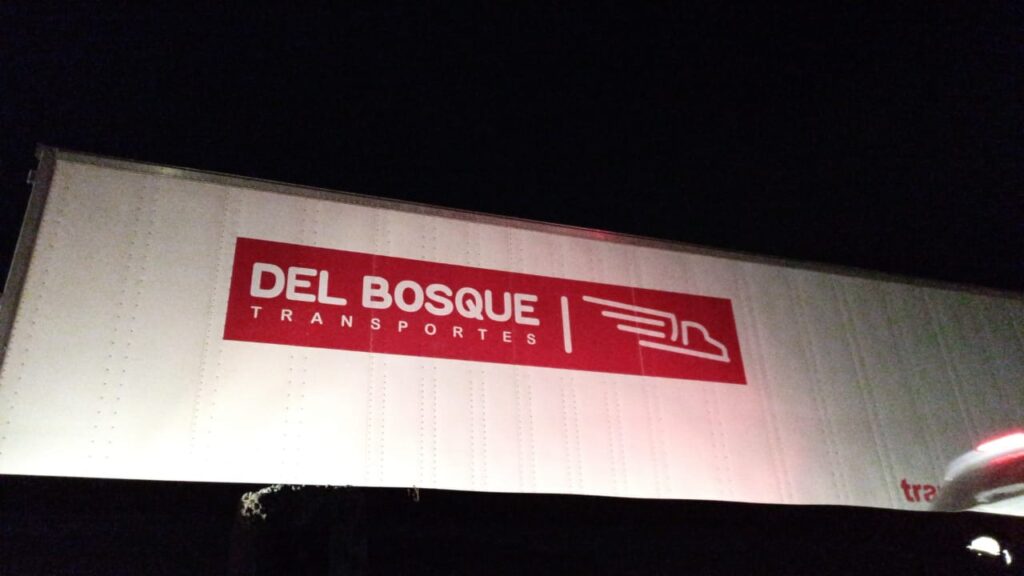 DEL BOSQUE
TRANSPORTES